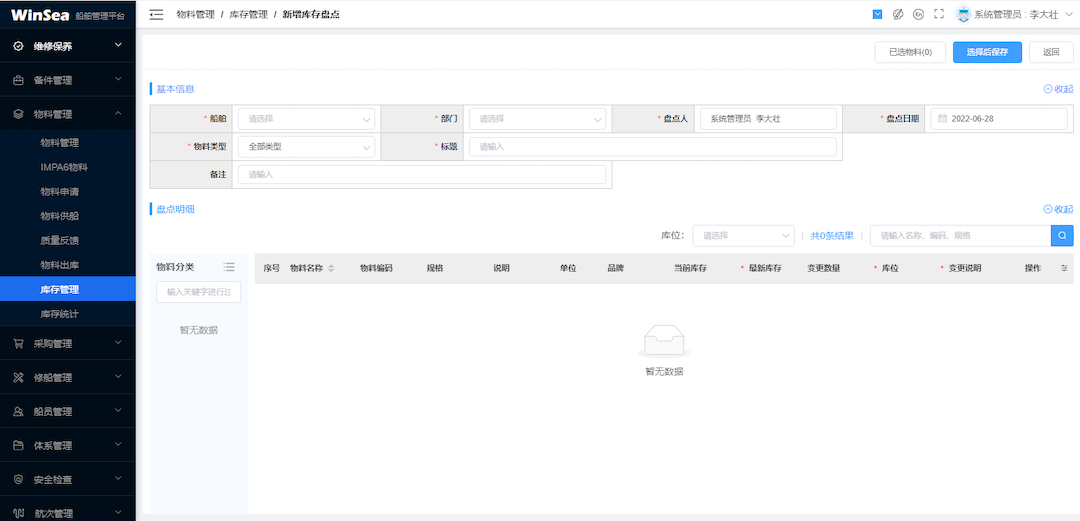 WinSea 船舶管理平台
物料管理 / 库存管理 / 新增库存盘点
En
系统管理员 : 李大壮
维修保养
备件管理
物料管理
物料管理
IMPA6物料
物料申请
物料供船
质量反馈
物料出库
库存管理
库存统计
采购管理
修船管理
船员管理
体系管理
安全检查
航次管理
已选物料(0)
选择后保存
返回
基本信息
收起
* 船舶 请选择
* 部门 请选择
* 盘点人 系统管理员 李大壮
* 盘点日期 2022-06-28
* 物料类型 全部类型
* 标题 请输入
备注 请输入
盘点明细
收起
库位: 请选择 | 共0条结果 | 请输入名称、编码、规格
物料分类
输入关键字进行过
暂无数据
序号 物料名称 物料编码 规格 说明 单位 品牌 当前库存 * 最新库存 变更数量 * 库位 * 变更说明 操作
暂无数据